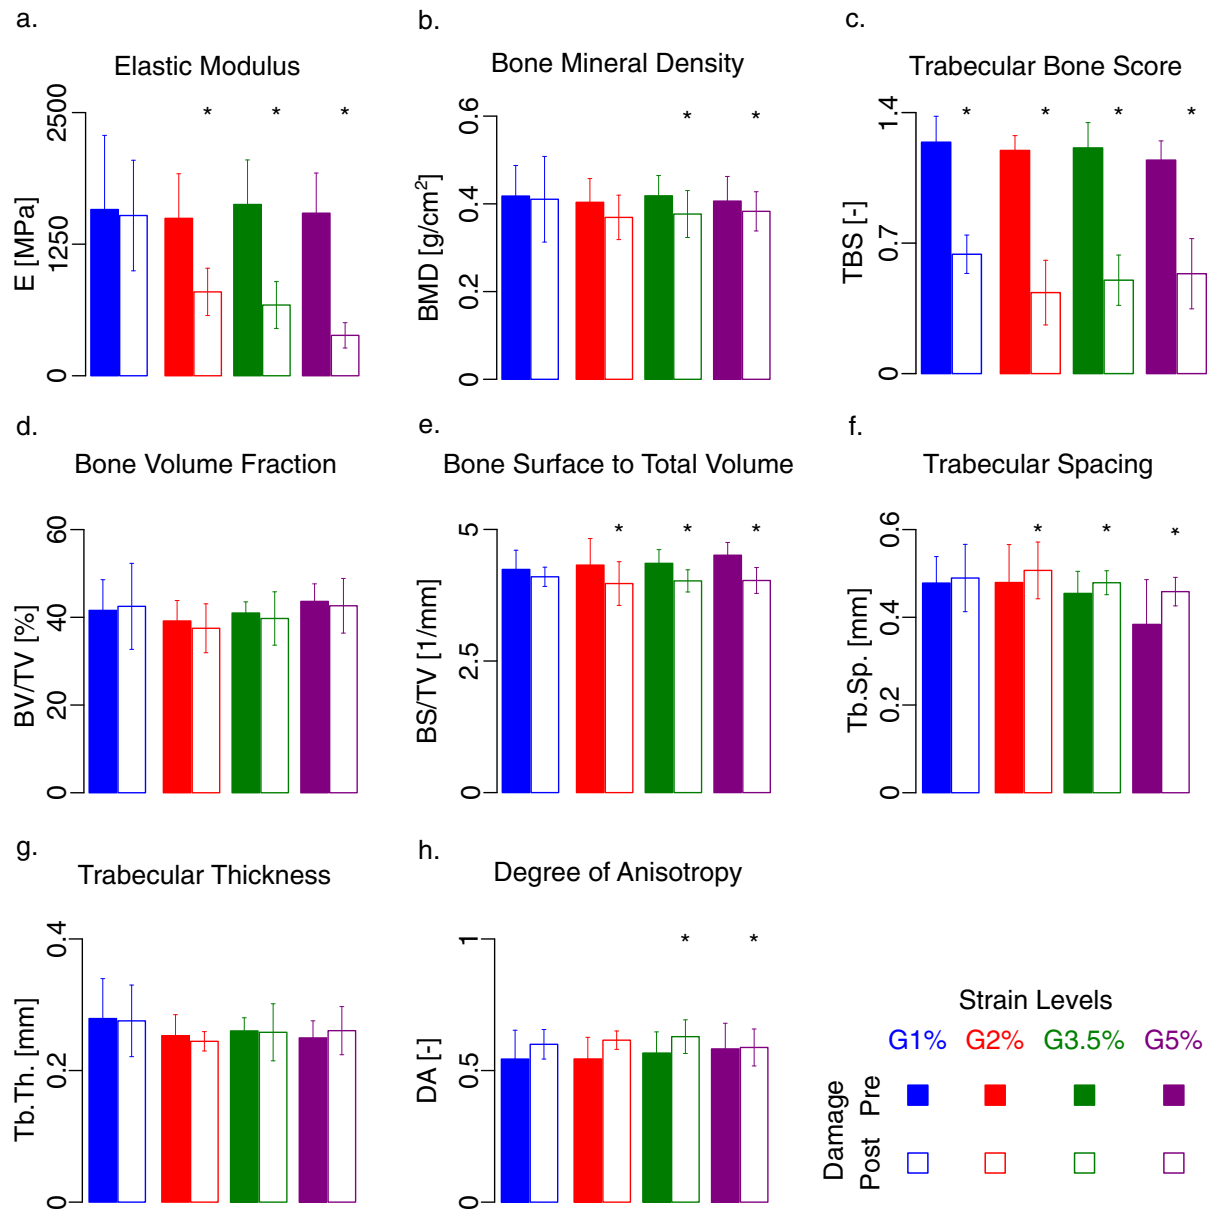 a.
Elastic Modulus
E [MPa]
0
1250
2500
* * *
b.
Bone Mineral Density
BMD [g/cm²]
0
0.2
0.4
0.6
* *
c.
Trabecular Bone Score
TBS [-]
0
0.7
1.4
* * * *
d.
Bone Volume Fraction
BV/TV [%]
0
20
40
60
e.
Bone Surface to Total Volume
BS/TV [1/mm]
0
2.5
5
* * *
f.
Trabecular Spacing
Tb.Sp. [mm]
0
0.2
0.4
0.6
* * *
g.
Trabecular Thickness
Tb.Th. [mm]
0
0.2
0.4
h.
Degree of Anisotropy
DA [-]
0
0.5
1
* *
Strain Levels
G1% G2% G3.5% G5%
Damage
Pre
Post